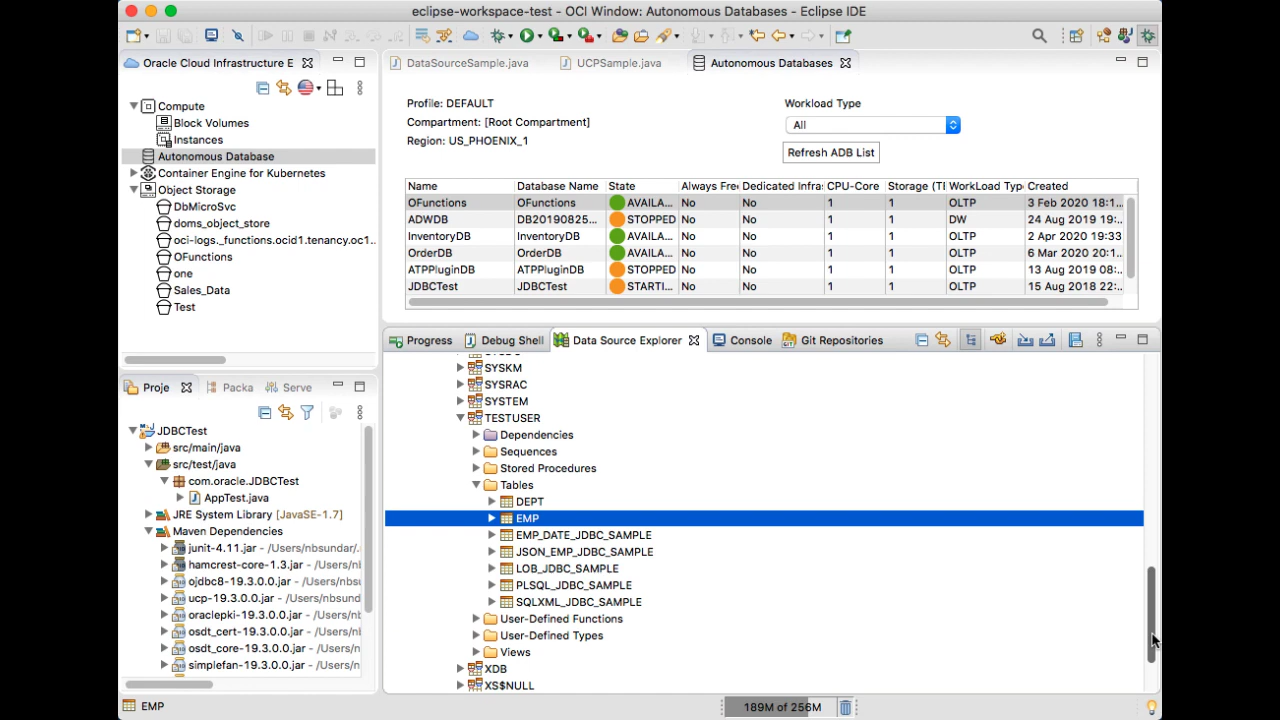 eclipse-workspace-test - OCI Window: Autonomous Databases - Eclipse IDE
Oracle Cloud Infrastructure E
Compute
Block Volumes
Instances
Autonomous Database
Container Engine for Kubernetes
Object Storage
DbMicroSvc
doms_object_store
oci-logs._functions.ocid1.tenancy.oc1..
OFunctions
one
Sales_Data
Test
DataSourceSample.java
UCPSample.java
Autonomous Databases
Profile: DEFAULT
Compartment: [Root Compartment]
Region: US_PHOENIX_1
Workload Type
All
Refresh ADB List
Name Database Name State Always Fre Dedicated Infra: CPU-Core Storage (TI WorkLoad Typ Created
OFunctions OFunctions AVAILA... No No 1 1 OLTP 3 Feb 2020 18:1...
ADWDB DB20190825... STOPPED No No 1 1 DW 24 Aug 2019 19:..
InventoryDB InventoryDB AVAILA... No No 1 1 OLTP 2 Apr 2020 19:33
OrderDB OrderDB AVAILA... No No 1 1 OLTP 6 Mar 2020 20:1...
ATPPluginDB ATPPluginDB STOPPED No No 1 1 OLTP 13 Aug 2019 08:..
JDBCTest JDBCTest STARTI... No No 1 1 OLTP 15 Aug 2018 22:..
Proje Packa Serve
JDBCTest
src/main/java
src/test/java
com.oracle.JDBCTest
AppTest.java
JRE System Library [JavaSE-1.7]
Maven Dependencies
junit-4.11.jar - /Users/nbsundar/.
hamcrest-core-1.3.jar - /Users/nl
ojdbc8-19.3.0.0.jar - /Users/nbsu
ucp-19.3.0.0.jar - /Users/nbsund
oraclepki-19.3.0.0.jar - /Users/nb
osdt_cert-19.3.0.0.jar - /Users/nl
osdt_core-19.3.0.0.jar - /Users/n
simplefan-19.3.0.0.jar - /Users/n
Progress Debug Shell Data Source Explorer Console Git Repositories
SYSKM
SYSRAC
SYSTEM
TESTUSER
Dependencies
Sequences
Stored Procedures
Tables
DEPT
EMP
EMP_DATE_JDBC_SAMPLE
JSON_EMP_JDBC_SAMPLE
LOB_JDBC_SAMPLE
PLSQL_JDBC_SAMPLE
SQLXML_JDBC_SAMPLE
User-Defined Functions
User-Defined Types
Views
XDB
XS$NULL
EMP
189M of 256M